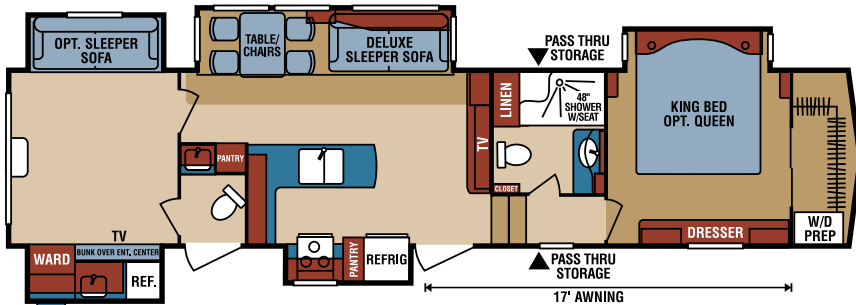 OPT. SLEEPER
SOFA
TABLE/
CHAIRS
DELUXE
SLEEPER SOFA
PASS THRU
STORAGE
LINEN
48"
SHOWER
W/SEAT
KING BED
OPT. QUEEN
TV
PANTRY
CLOSET
TV
BUNK OVER ENT. CENTER
WARD
REF.
PANTRY
REFRIG
DRESSER
W/D
PREP
PASS THRU
STORAGE
17' AWNING